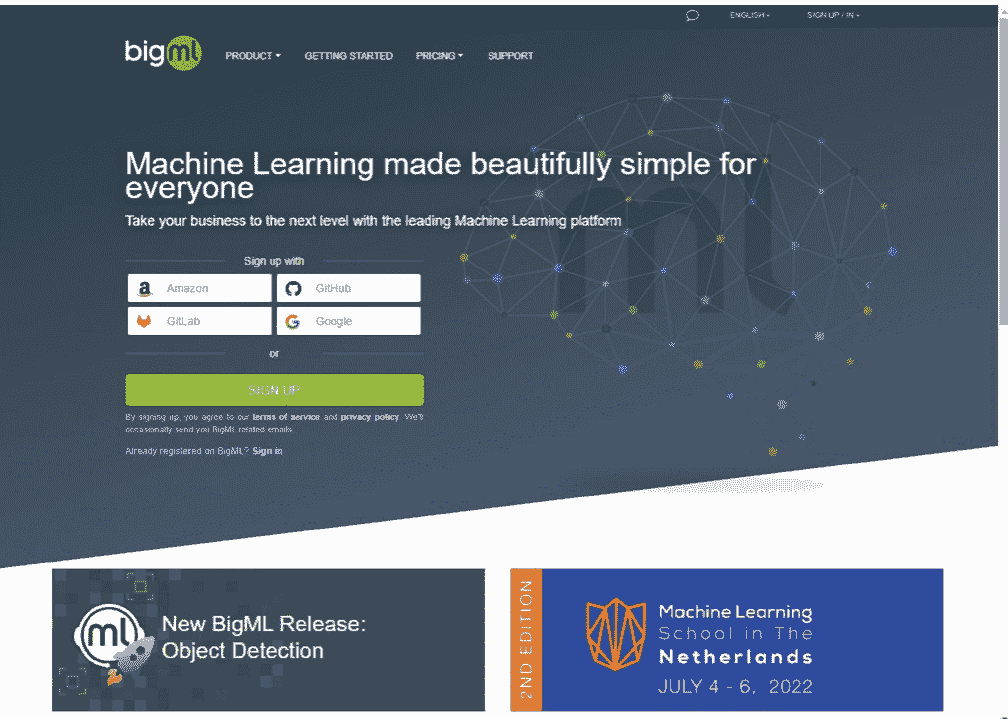 ENGLISH
SIGN UP / IN
bigml
PRODUCT
GETTING STARTED
PRICING
SUPPORT
Machine Learning made beautifully simple for
everyone
Take your business to the next level with the leading Machine Learning platform
ml
Sign up with
a Amazon
GitHub
GitLab
G Google
or
SIGN UP
By signing up, you agree to our terms of service and privacy policy. We'll
occasionally send you BigML related emails.
Already registered on BigML? Sign in
ml
New BigML Release:
Object Detection
2ND EDITION
Machine Learning
School in The
Netherlands
JULY 4 - 6, 2022